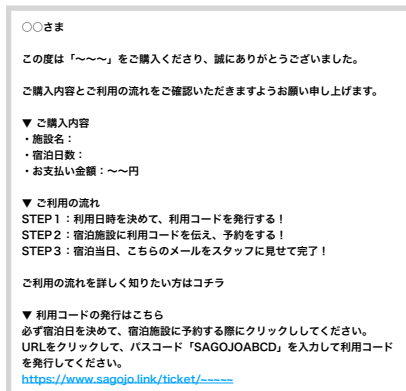 ○○さま
この度は「～～～」をご購入くださり、誠にありがとうございました。
ご購入内容とご利用の流れをご確認いただきますようお願い申し上げます。
▼ ご購入内容
・施設名：
・宿泊日数：
・お支払い金額：～～円
▼ ご利用の流れ
STEP１：利用日時を決めて、利用コードを発行する！
STEP２：宿泊施設に利用コードを伝え、予約をする！
STEP３：宿泊当日、こちらのメールをスタッフに見せて完了！
ご利用の流れを詳しく知りたい方はコチラ
▼ 利用コードの発行はこちら
必ず宿泊日を決めて、宿泊施設に予約する際にクリックしてしてください。
URLをクリックして、パスコード「SAGOJOABCD」を入力して利用コード
を発行してください。
https://www.sagojo.link/ticket/~~~~~